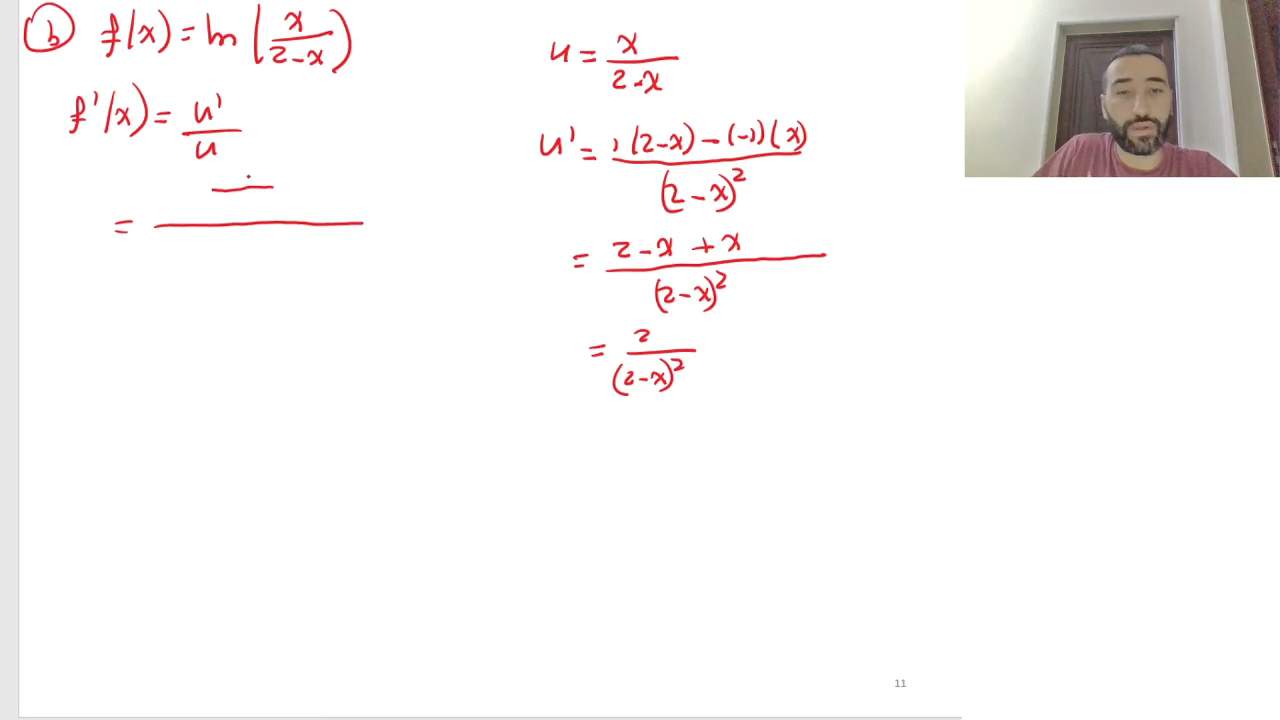 b f(x) = ln(x/(2-x))
f'(x) = u'/u
=
u = x/(2-x)
u' = (1(2-x) - (-1)(x))/(2-x)²
= (2-x+x)/(2-x)²
= 2/(2-x)²
11